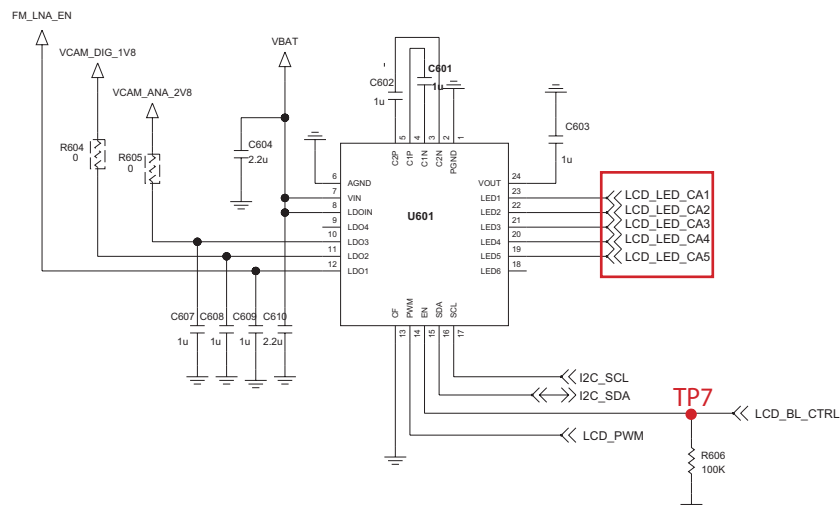 FM_LNA_EN
VCAM_DIG_1V8
VCAM_ANA_2V8
VBAT
C601
1u
C602
1u
R604
0
R605
0
C604
2.2u
C603
1u
5
4
3
2
1
C2P
C1P
C1N
C2N
PGND
6
AGND
7
VIN
8
LDOIN
9
LDO4
10
LDO3
11
LDO2
12
LDO1
U601
VOUT
24
LED1
23
LED2
22
LED3
21
LED4
20
LED5
19
LED6
18
LCD_LED_CA1
LCD_LED_CA2
LCD_LED_CA3
LCD_LED_CA4
LCD_LED_CA5
CF
PWM
EN
SDA
SCL
13
14
15
16
17
C607
1u
C608
1u
C609
1u
C610
2.2u
I2C_SCL
I2C_SDA
TP7
LCD_BL_CTRL
LCD_PWM
R606
100K